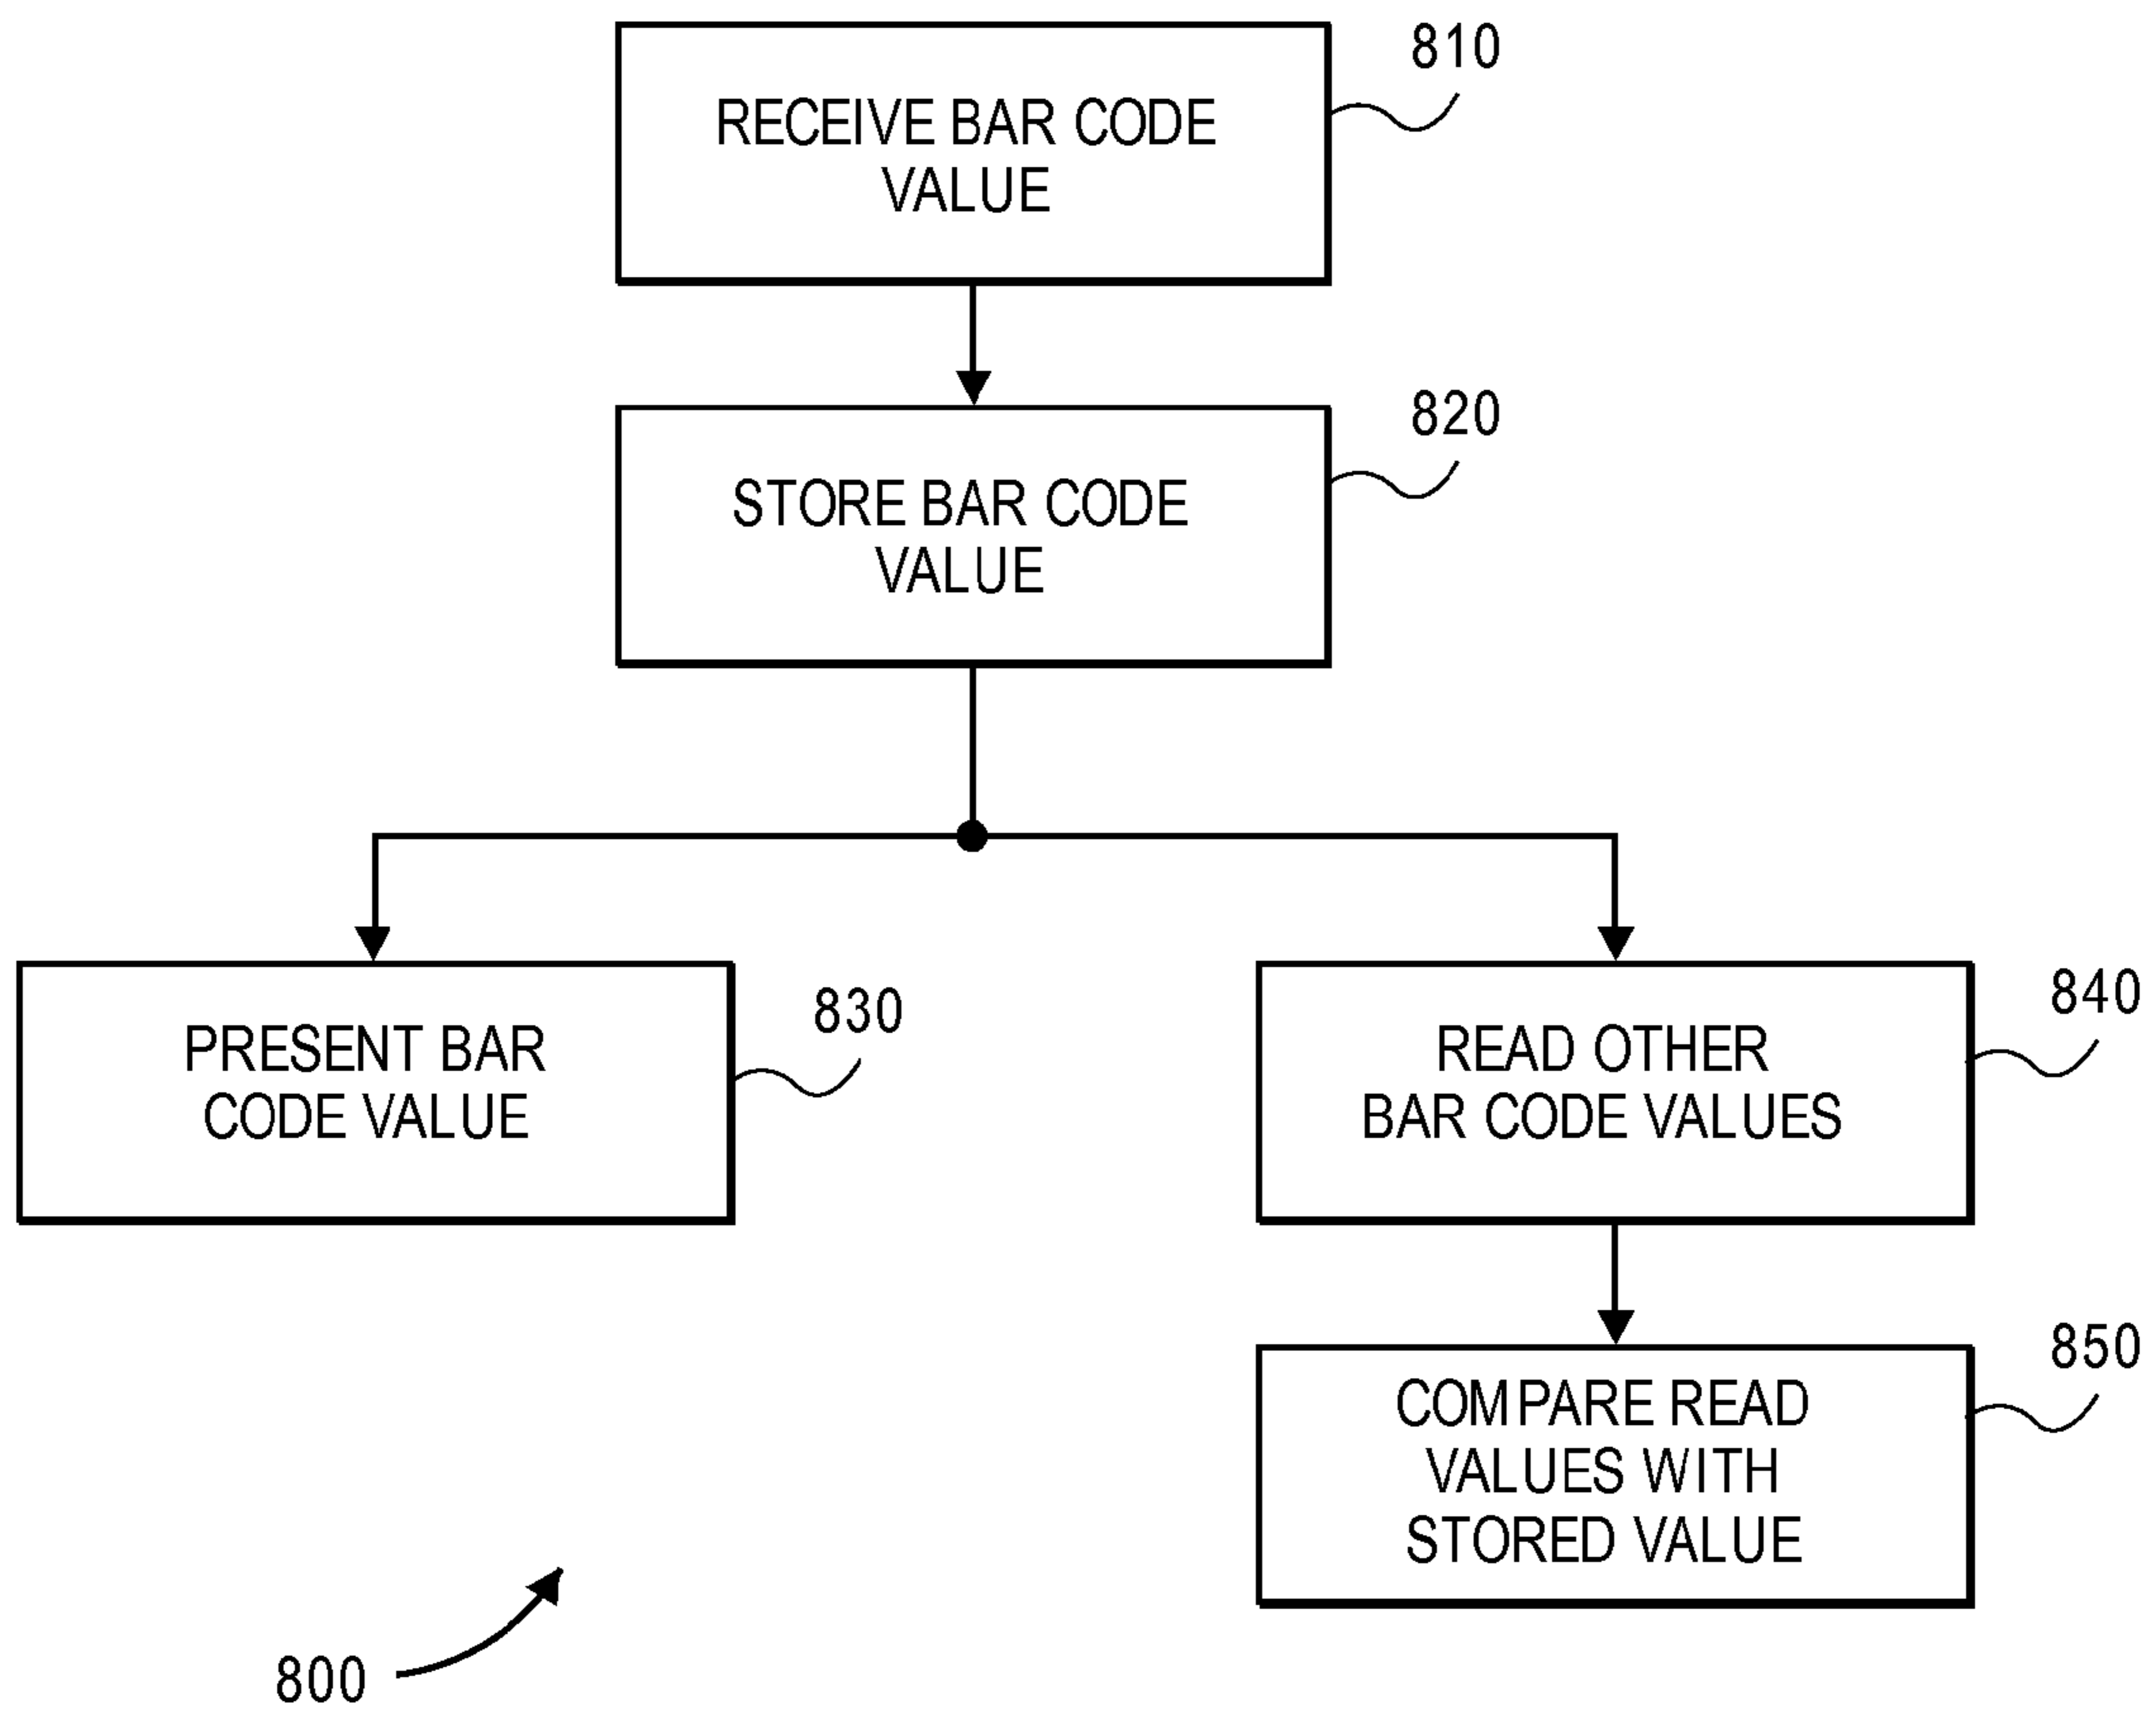 810
RECEIVE BAR CODE
VALUE
820
STORE BAR CODE
VALUE
830
PRESENT BAR
CODE VALUE
840
READ OTHER
BAR CODE VALUES
850
COMPARE READ
VALUES WITH
STORED VALUE
800